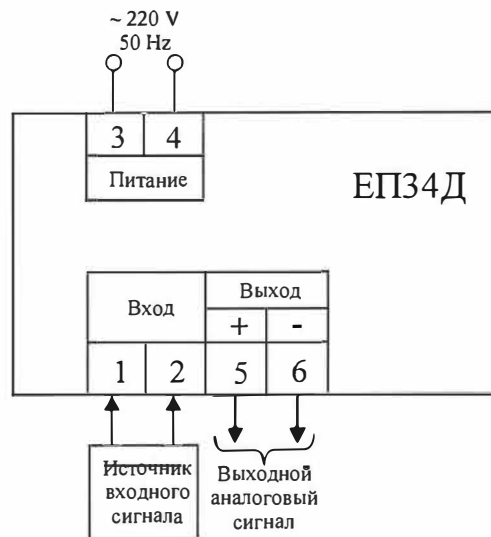 ~ 220 V
50 Hz
3 4
Питание
ЕП34Д
Вход
Выход
+ -
1 2 5 6
Источник
входного
сигнала
Выходной
аналоговый
сигнал